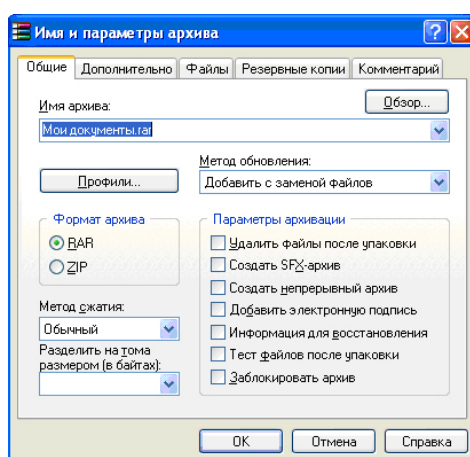 Имя и параметры архива
Общие Дополнительно Файлы Резервные копии Комментарий
Имя архива:
Обзор...
Мои документы.rar
Метод обновления:
Профили...
Добавить с заменой файлов
Формат архива
RAR
ZIP
Метод сжатия:
Обычный
Разделить на тома
размером (в байтах):
Параметры архивации
Удалить файлы после упаковки
Создать SFX-архив
Создать непрерывный архив
Добавить электронную подпись
Информация для восстановления
Тест файлов после упаковки
Заблокировать архив
OK Отмена Справка